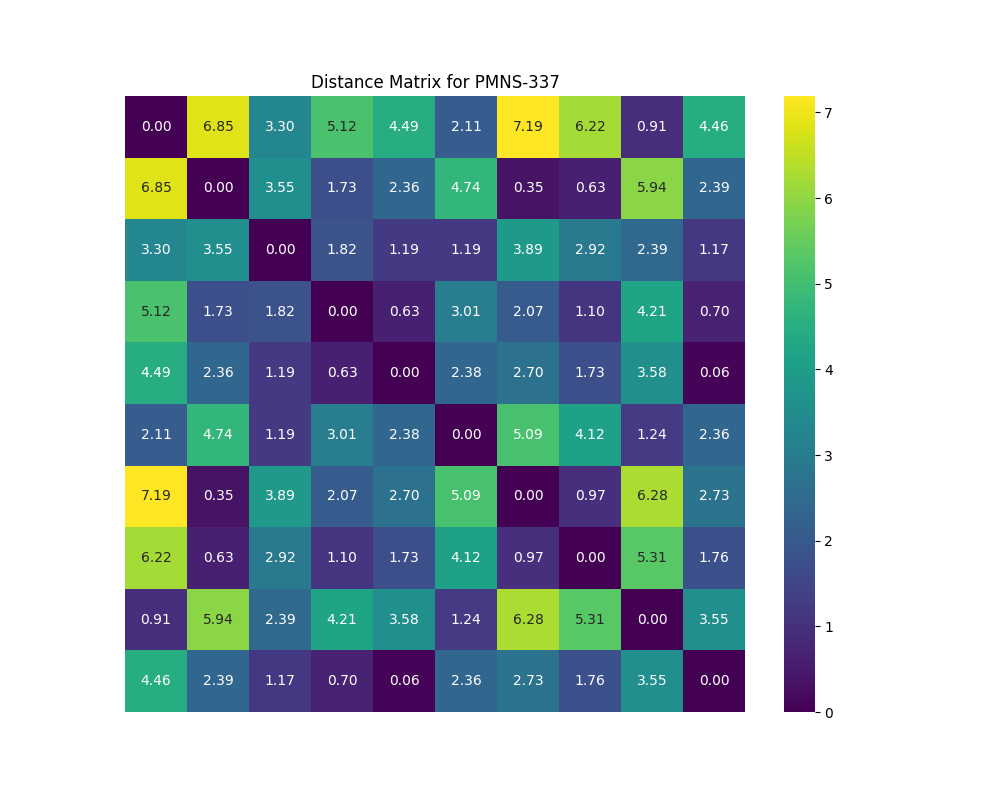 Distance Matrix for PMNS-337
0.00 6.85 3.30 5.12 4.49 2.11 7.19 6.22 0.91 4.46
6.85 0.00 3.55 1.73 2.36 4.74 0.35 0.63 5.94 2.39
3.30 3.55 0.00 1.82 1.19 1.19 3.89 2.92 2.39 1.17
5.12 1.73 1.82 0.00 0.63 3.01 2.07 1.10 4.21 0.70
4.49 2.36 1.19 0.63 0.00 2.38 2.70 1.73 3.58 0.06
2.11 4.74 1.19 3.01 2.38 0.00 5.09 4.12 1.24 2.36
7.19 0.35 3.89 2.07 2.70 5.09 0.00 0.97 6.28 2.73
6.22 0.63 2.92 1.10 1.73 4.12 0.97 0.00 5.31 1.76
0.91 5.94 2.39 4.21 3.58 1.24 6.28 5.31 0.00 3.55
4.46 2.39 1.17 0.70 0.06 2.36 2.73 1.76 3.55 0.00
7
6
5
4
3
2
1
0